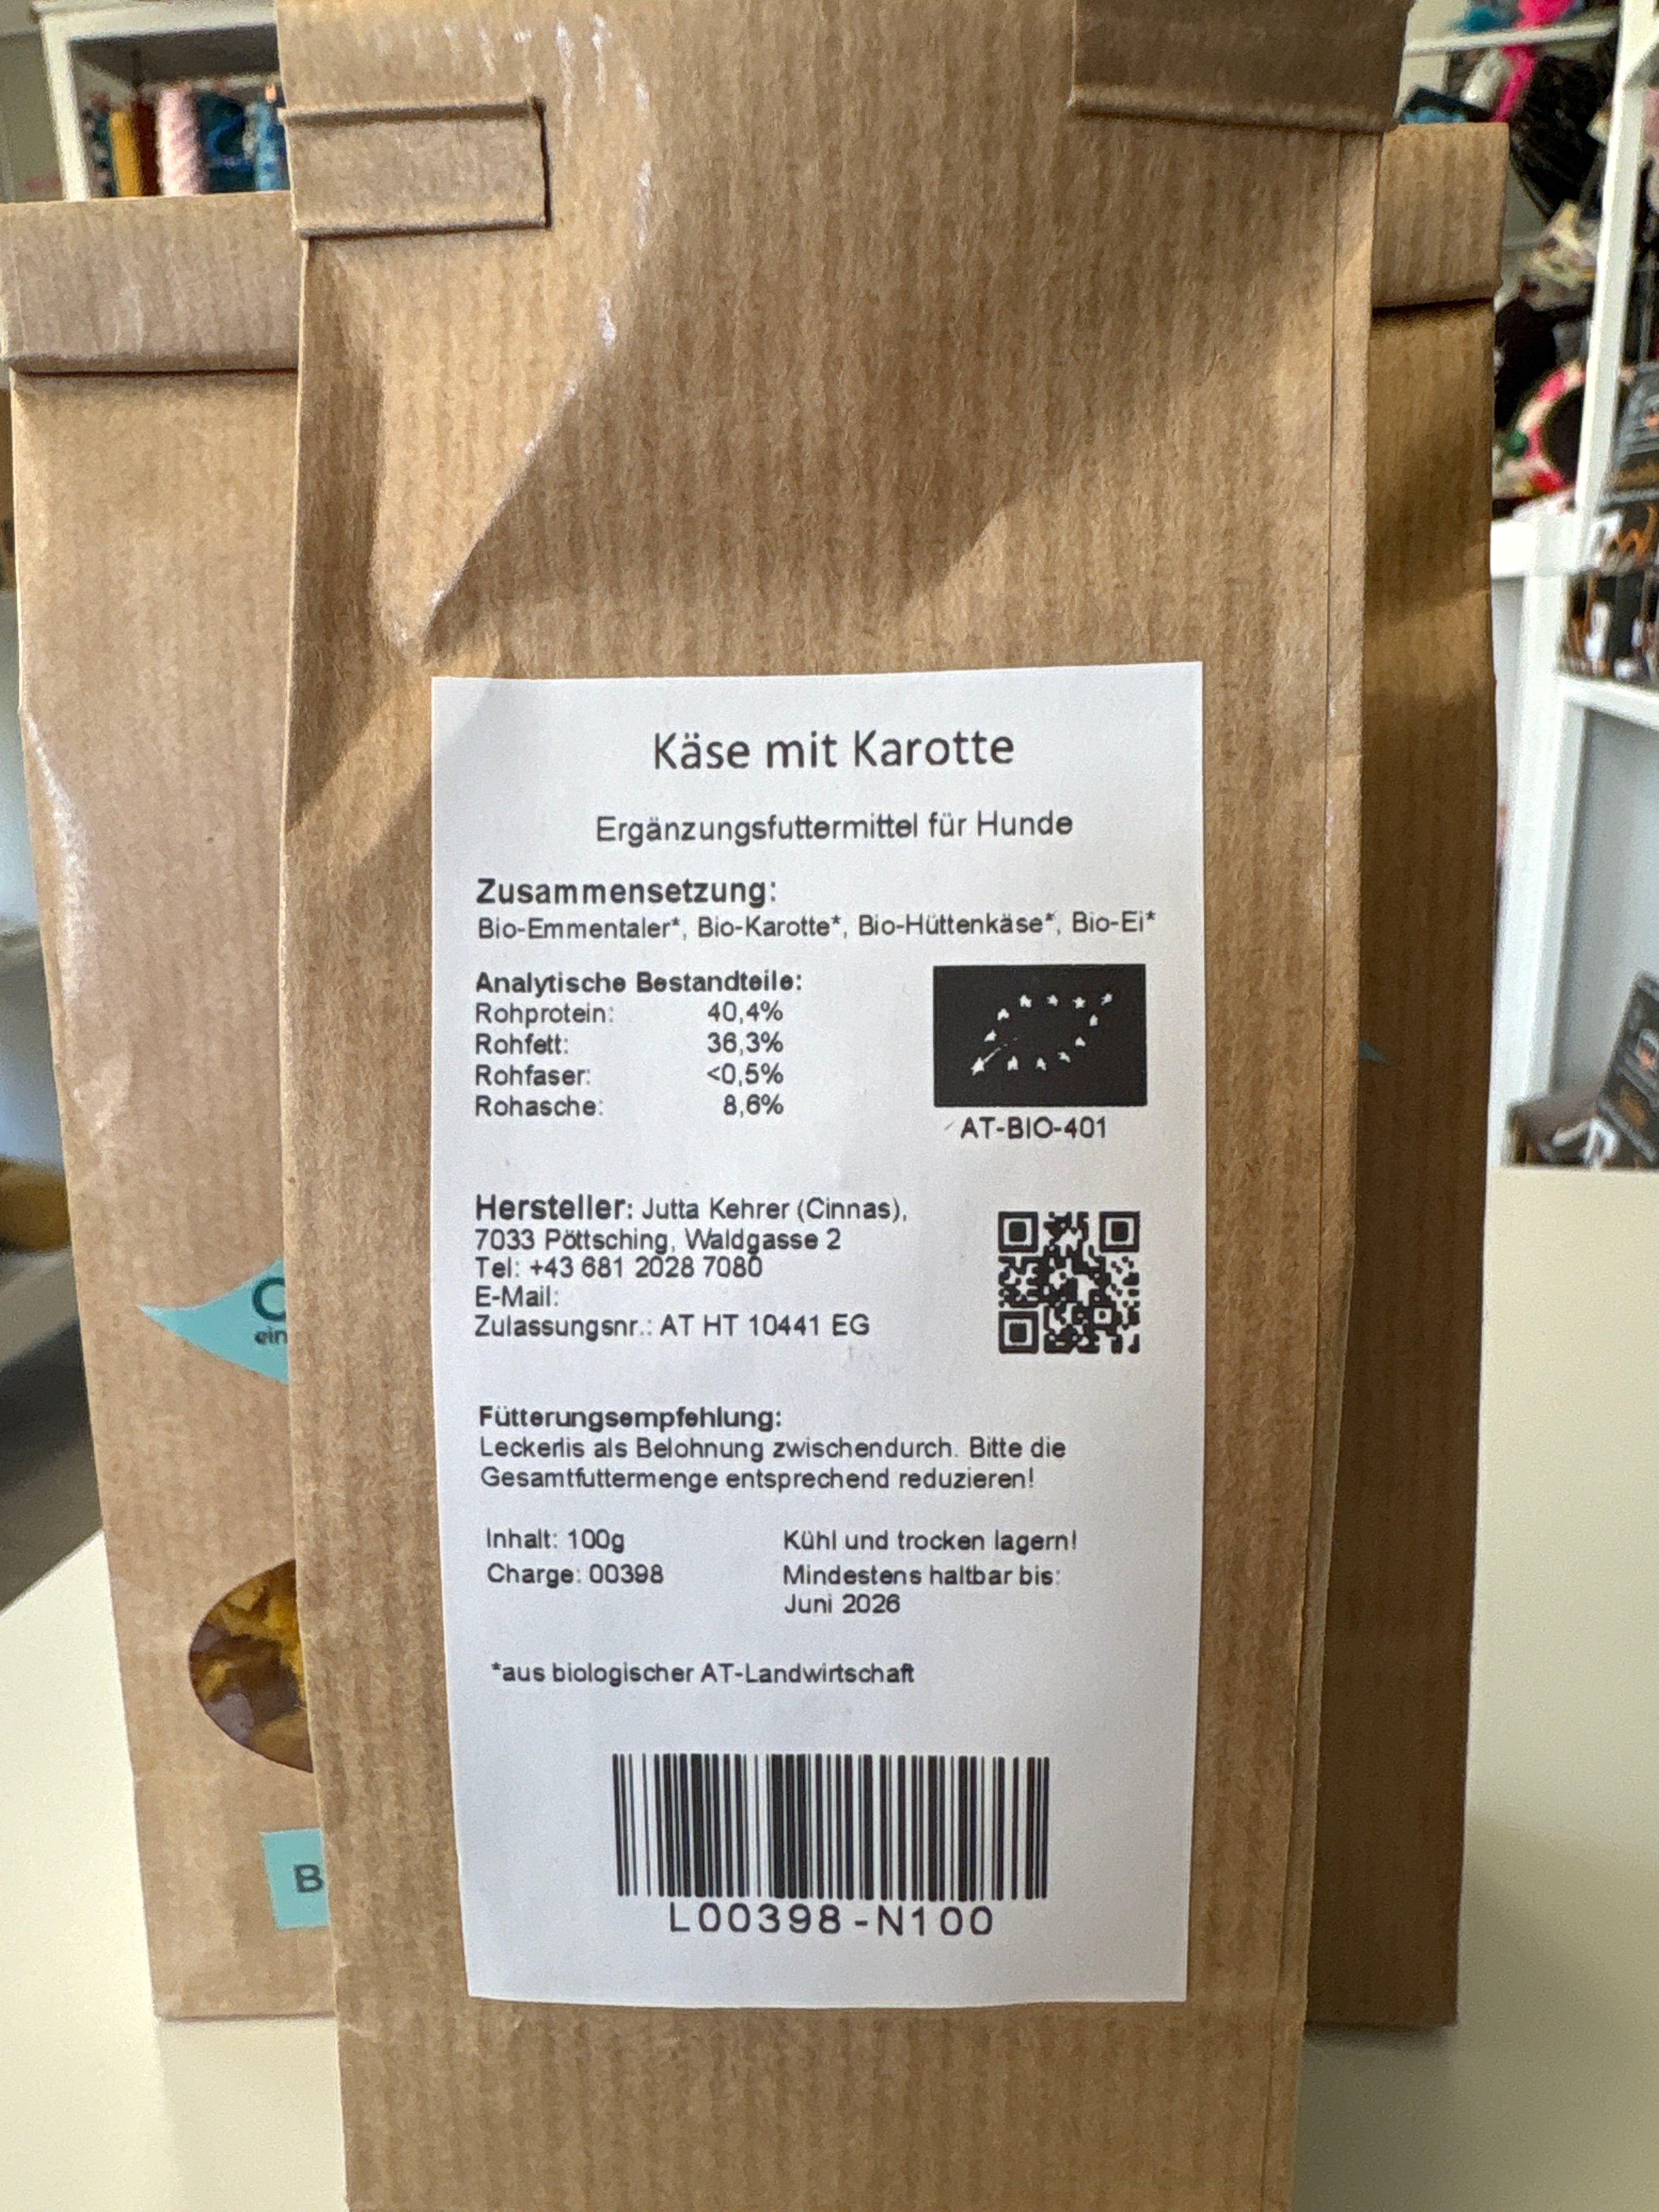 Käse mit Karotte
Ergänzungsfuttermittel für Hunde
Zusammensetzung:
Bio-Emmentaler*, Bio-Karotte*, Bio-Hüttenkäse*, Bio-Ei*
Analytische Bestandteile:
Rohprotein: 40,4%
Rohfett: 36,3%
Rohfaser: <0,5%
Rohasche: 8,6%
AT-BIO-401
Hersteller: Jutta Kehrer (Cinnas),
7033 Pöttsching, Waldgasse 2
Tel: +43 681 2028 7080
E-Mail:
Zulassungsnr.: AT HT 10441 EG
Fütterungsempfehlung:
Leckerlis als Belohnung zwischendurch. Bitte die
Gesamtfuttermenge entsprechend reduzieren!
Inhalt: 100g
Charge: 00398
Kühl und trocken lagern!
Mindestens haltbar bis:
Juni 2026
*aus biologischer AT-Landwirtschaft
L00398-N100
C
ein
B